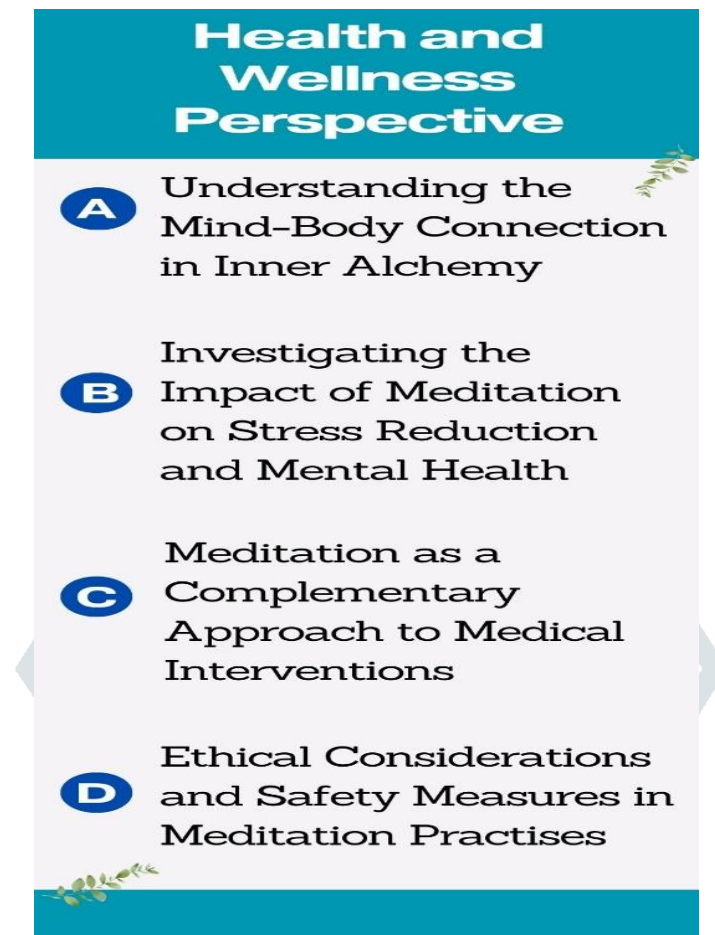 Health and
Wellness
Perspective
A
Understanding the
Mind-Body Connection
in Inner Alchemy
B
Investigating the
Impact of Meditation
on Stress Reduction
and Mental Health
C
Meditation as a
Complementary
Approach to Medical
Interventions
D
Ethical Considerations
and Safety Measures in
Meditation Practises